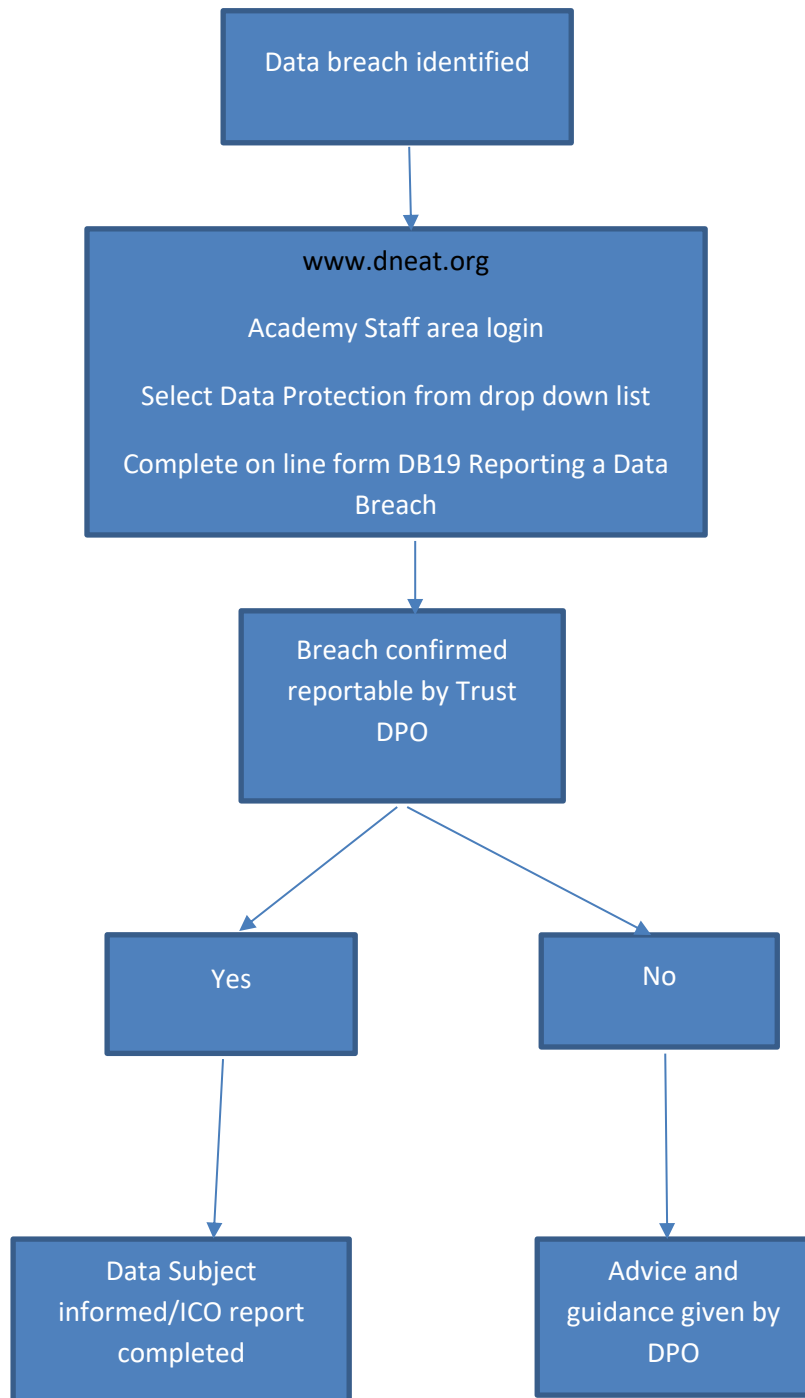 Data breach identified
www.dneat.org
Academy Staff area login
Select Data Protection from drop down list
Complete on line form DB19 Reporting a Data
Breach
Breach confirmed
reportable by Trust
DPO
Yes
No
Data Subject
informed/ICO report
completed
Advice and
guidance given by
DPO